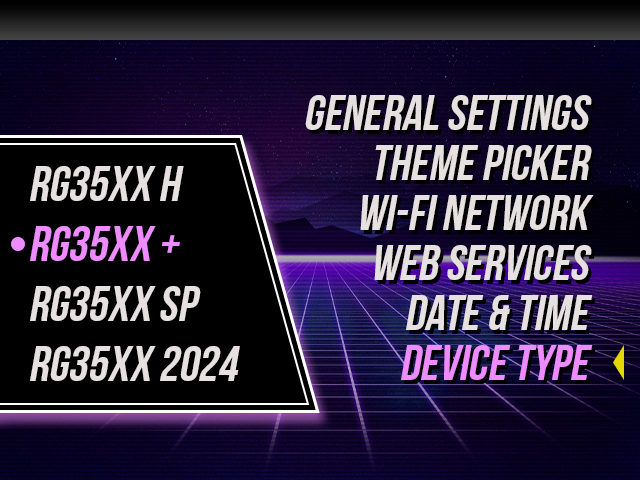 GENERAL SETTINGS
THEME PICKER
WI-FI NETWORK
WEB SERVICES
DATE & TIME
DEVICE TYPE
RG35XX H
RG35XX +
RG35XX SP
RG35XX 2024